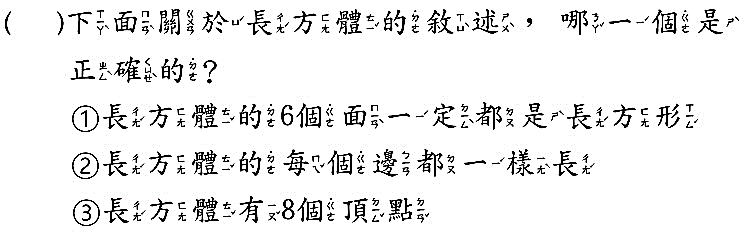 (　)下面關於長方體的敘述，哪一個是
正確的？
①長方體的6個面一定都是長方形
②長方體的每個邊都一樣長
③長方體有8個頂點